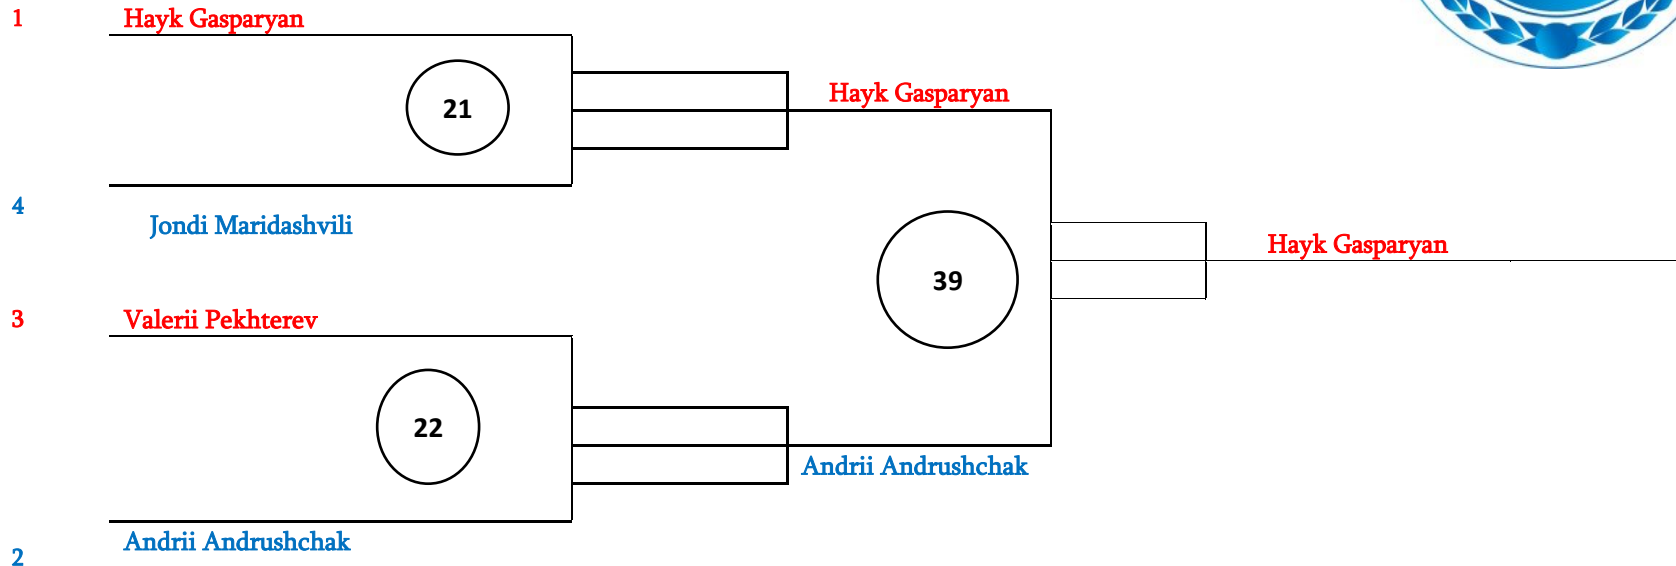 1 Hayk Gasparyan
21
Hayk Gasparyan
4
Jondi Maridashvili
Hayk Gasparyan
39
3 Valerii Pekhterev
22
Andrii Andrushchak
Andrii Andrushchak
2